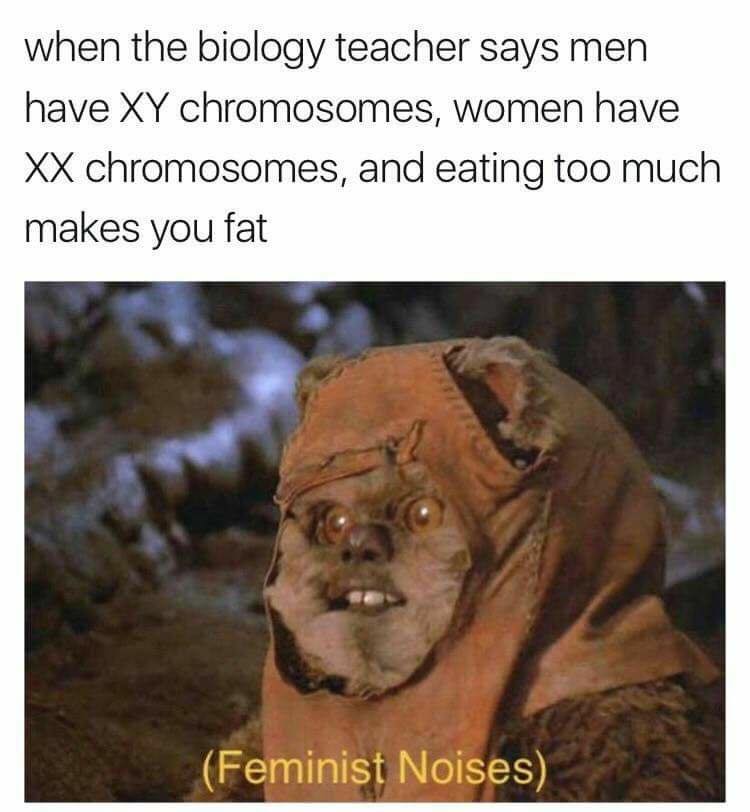 when the biology teacher says men
have XY chromosomes, women have
XX chromosomes, and eating too much
makes you fat
(Feminist Noises)